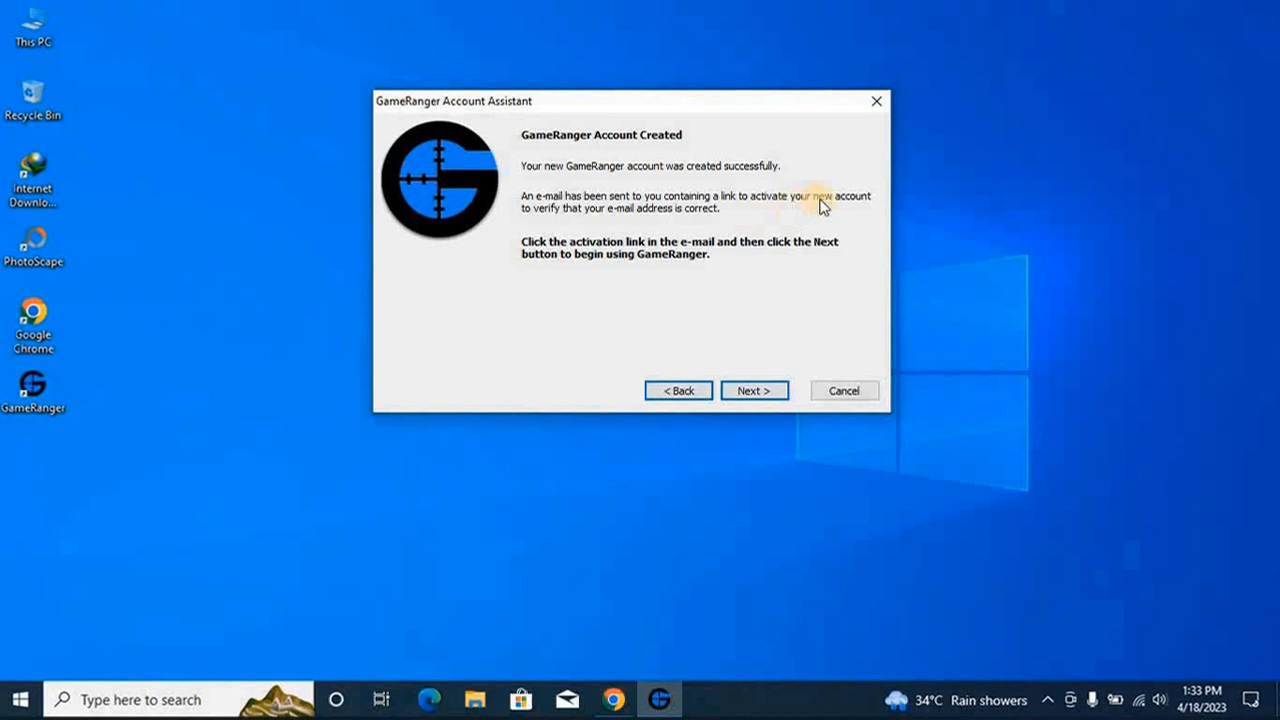 This PC
Recycle Bin
Internet
Downlo...
PhotoScape
Google
Chrome
GameRanger
GameRanger Account Assistant
GameRanger Account Created
Your new GameRanger account was created successfully.
An e-mail has been sent to you containing a link to activate your new account
to verify that your e-mail address is correct.
Click the activation link in the e-mail and then click the Next
button to begin using GameRanger.
< Back
Next >
Cancel
Type here to search
34°C Rain showers
1:33 PM
4/18/2023